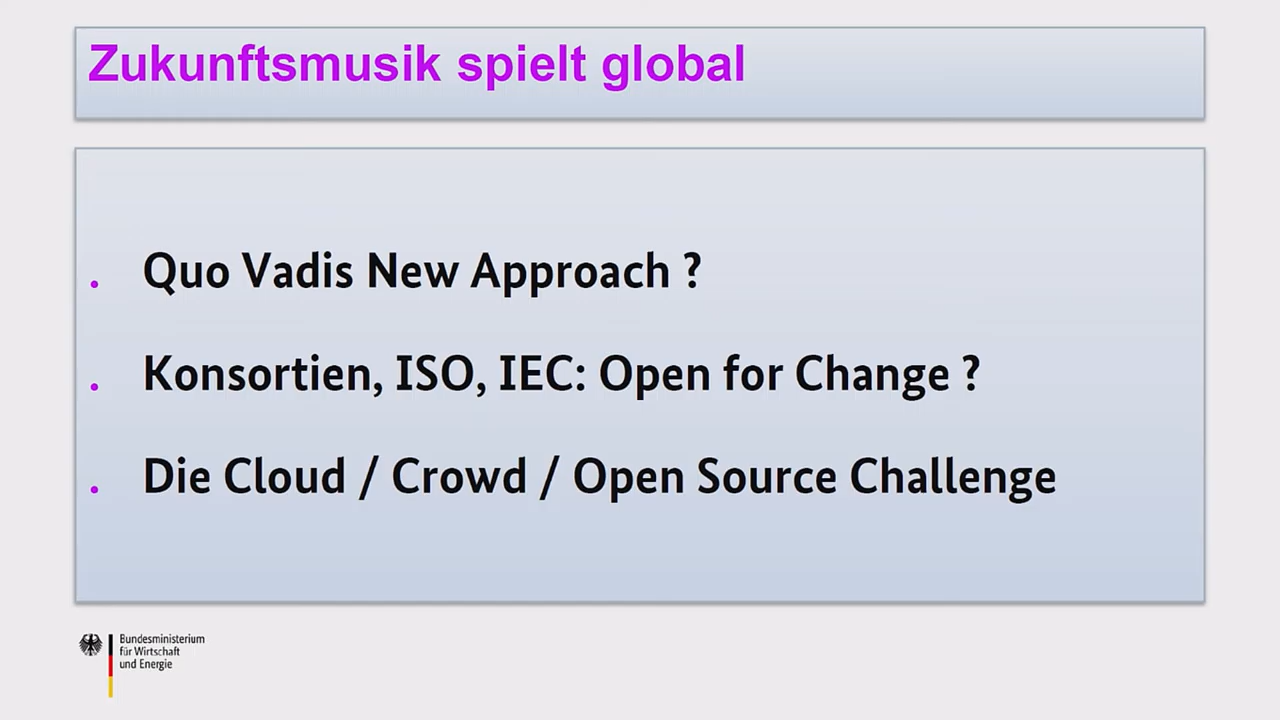 Zukunftsmusik spielt global
. Quo Vadis New Approach ?
. Konsortien, ISO, IEC: Open for Change ?
. Die Cloud / Crowd / Open Source Challenge
Bundesministerium
für Wirtschaft
und Energie